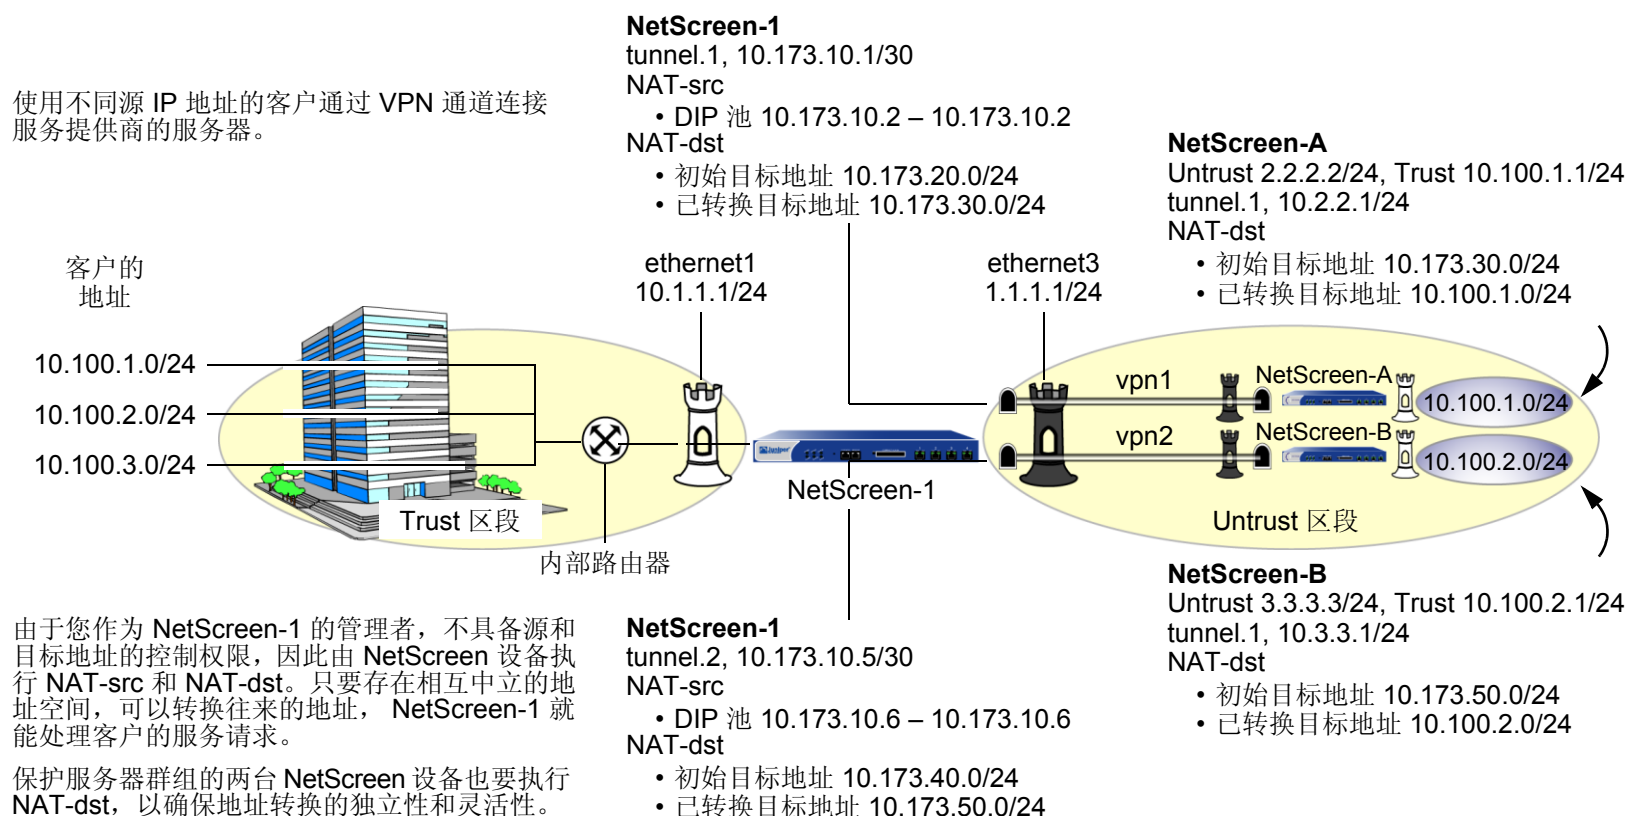 NetScreen-1
tunnel.1, 10.173.10.1/30
NAT-src
• DIP 池 10.173.10.2 – 10.173.10.2
NAT-dst
• 初始目标地址 10.173.20.0/24
• 已转换目标地址 10.173.30.0/24
使用不同源 IP 地址的客户通过 VPN 通道连接
服务提供商的服务器。
NetScreen-A
Untrust 2.2.2.2/24, Trust 10.100.1.1/24
tunnel.1, 10.2.2.1/24
NAT-dst
• 初始目标地址 10.173.30.0/24
• 已转换目标地址 10.100.1.0/24
客户的
地址
ethernet1
10.1.1.1/24
ethernet3
1.1.1.1/24
10.100.1.0/24
10.100.2.0/24
10.100.3.0/24
Trust 区段
内部路由器
Juniper
NetScreen-1
vpn1
NetScreen-A
10.100.1.0/24
vpn2
NetScreen-B
10.100.2.0/24
Untrust 区段
NetScreen-B
Untrust 3.3.3.3/24, Trust 10.100.2.1/24
tunnel.1, 10.3.3.1/24
NAT-dst
• 初始目标地址 10.173.50.0/24
• 已转换目标地址 10.100.2.0/24
由于您作为 NetScreen-1 的管理者，不具备源和
目标地址的控制权限，因此由 NetScreen 设备执
行 NAT-src 和 NAT-dst。只要存在相互中立的地
址空间，可以转换往来的地址， NetScreen-1 就
能处理客户的服务请求。
保护服务器群组的两台 NetScreen 设备也要执行
NAT-dst，以确保地址转换的独立性和灵活性。
NetScreen-1
tunnel.2, 10.173.10.5/30
NAT-src
• DIP 池 10.173.10.6 – 10.173.10.6
NAT-dst
• 初始目标地址 10.173.40.0/24
• 已转换目标地址 10.173.50.0/24